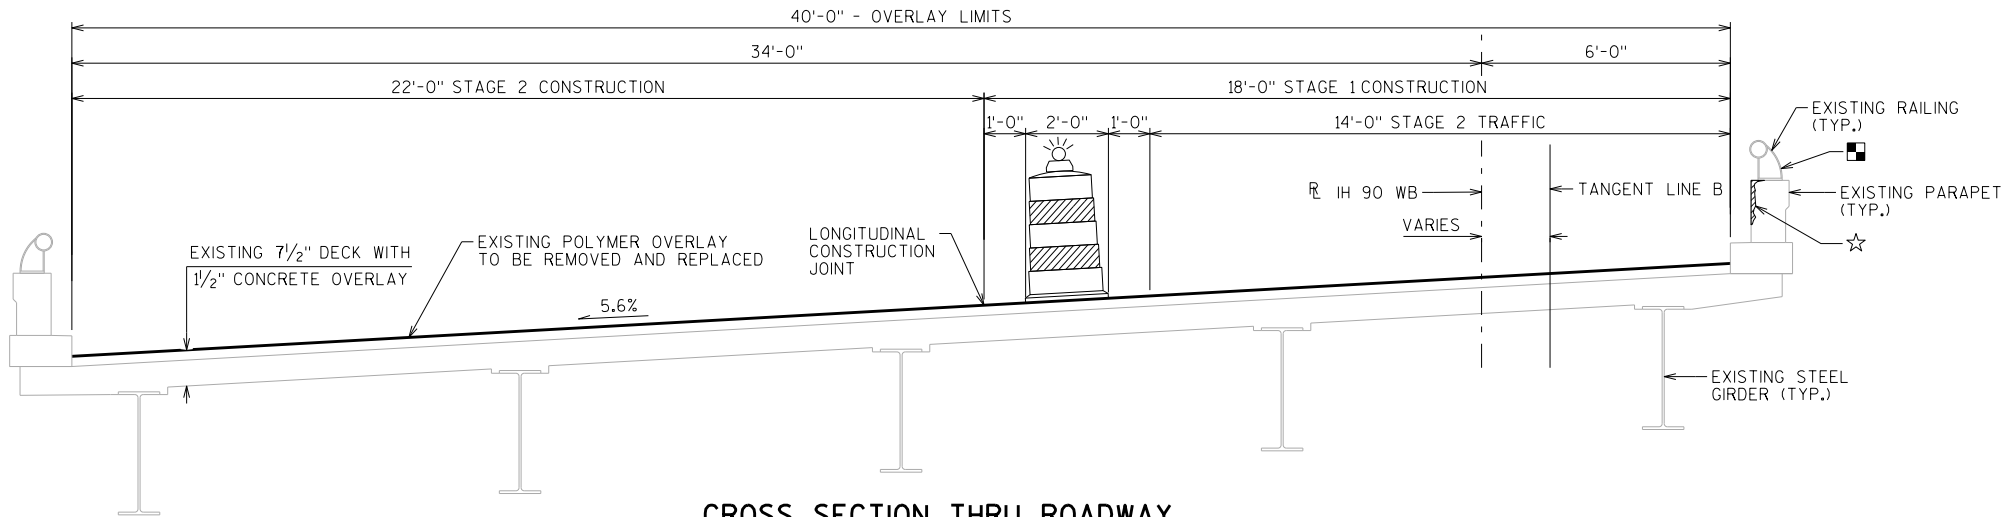 40'-0" - OVERLAY LIMITS
34'-0"
6'-0"
22'-0" STAGE 2 CONSTRUCTION
18'-0" STAGE 1 CONSTRUCTION
1'-0"
2'-0"
1'-0"
14'-0" STAGE 2 TRAFFIC
EXISTING RAILING
(TYP.)
EXISTING PARAPET
(TYP.)
R IH 90 WB
TANGENT LINE B
VARIES
LONGITUDINAL
CONSTRUCTION
JOINT
EXISTING POLYMER OVERLAY
TO BE REMOVED AND REPLACED
EXISTING 7½" DECK WITH
1½" CONCRETE OVERLAY
5.6%
EXISTING STEEL
GIRDER (TYP.)
CROSS SECTION THRU ROADWAY